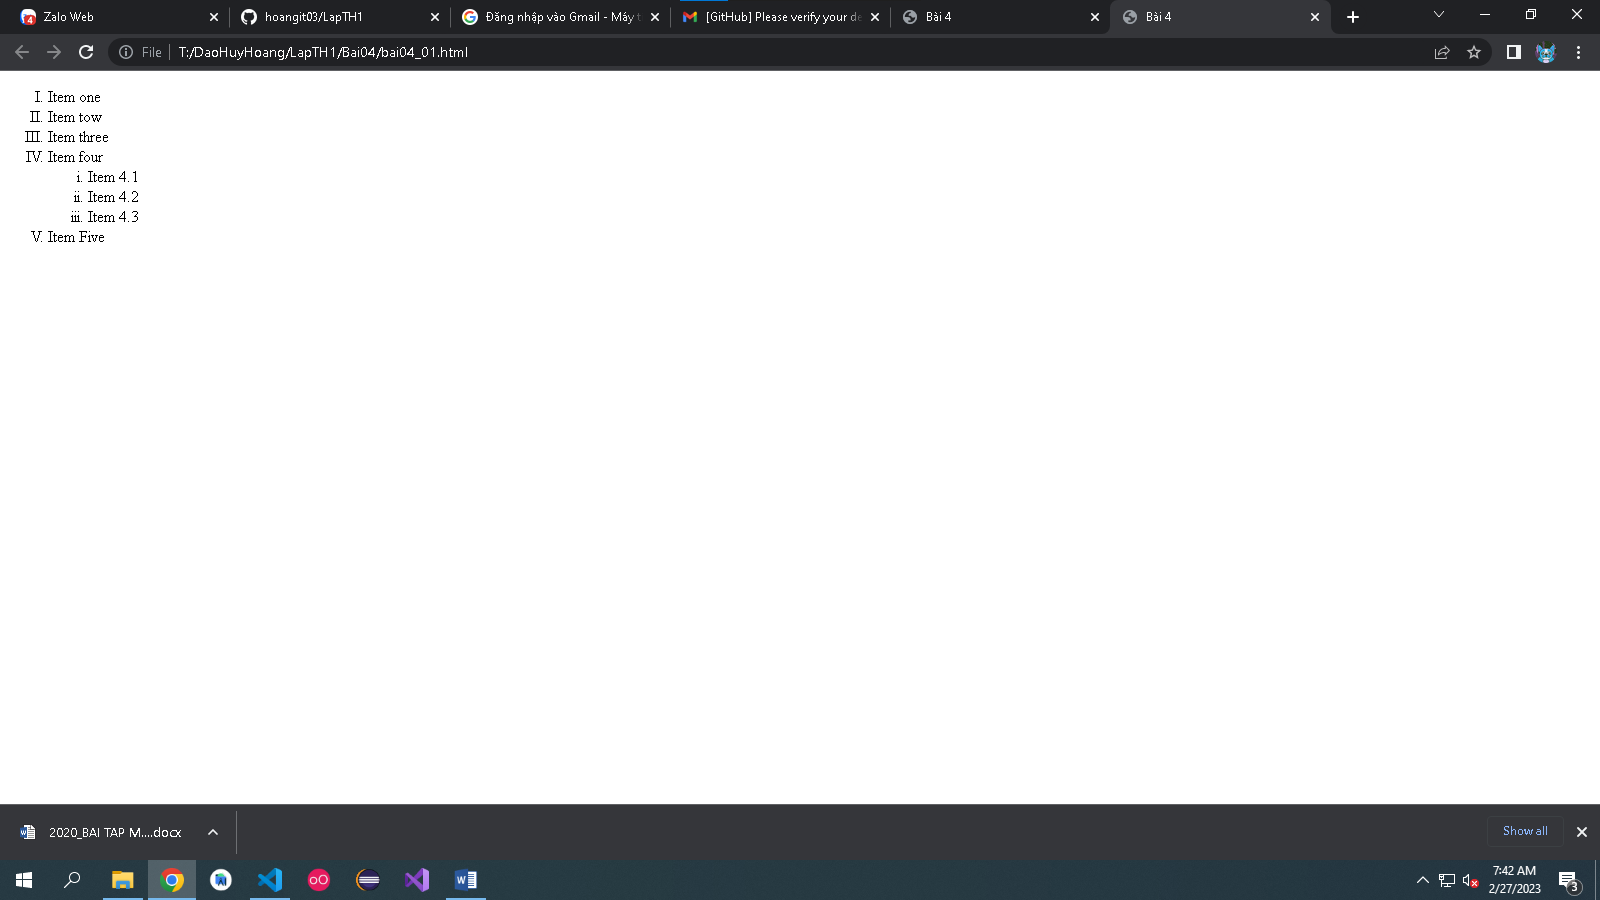 Zalo Web
hoangit03/LapTH1
Đăng nhập vào Gmail - Máy t
[GitHub] Please verify your de
Bài 4
Bài 4
File
T:/DaoHuyHoang/LapTH1/Bai04/bai04_01.html
I. Item one
II. Item tow
III. Item three
IV. Item four
i. Item 4.1
ii. Item 4.2
iii. Item 4.3
V. Item Five
2020_BAI TAP M....docx
Show all
7:42 AM
2/27/2023
3